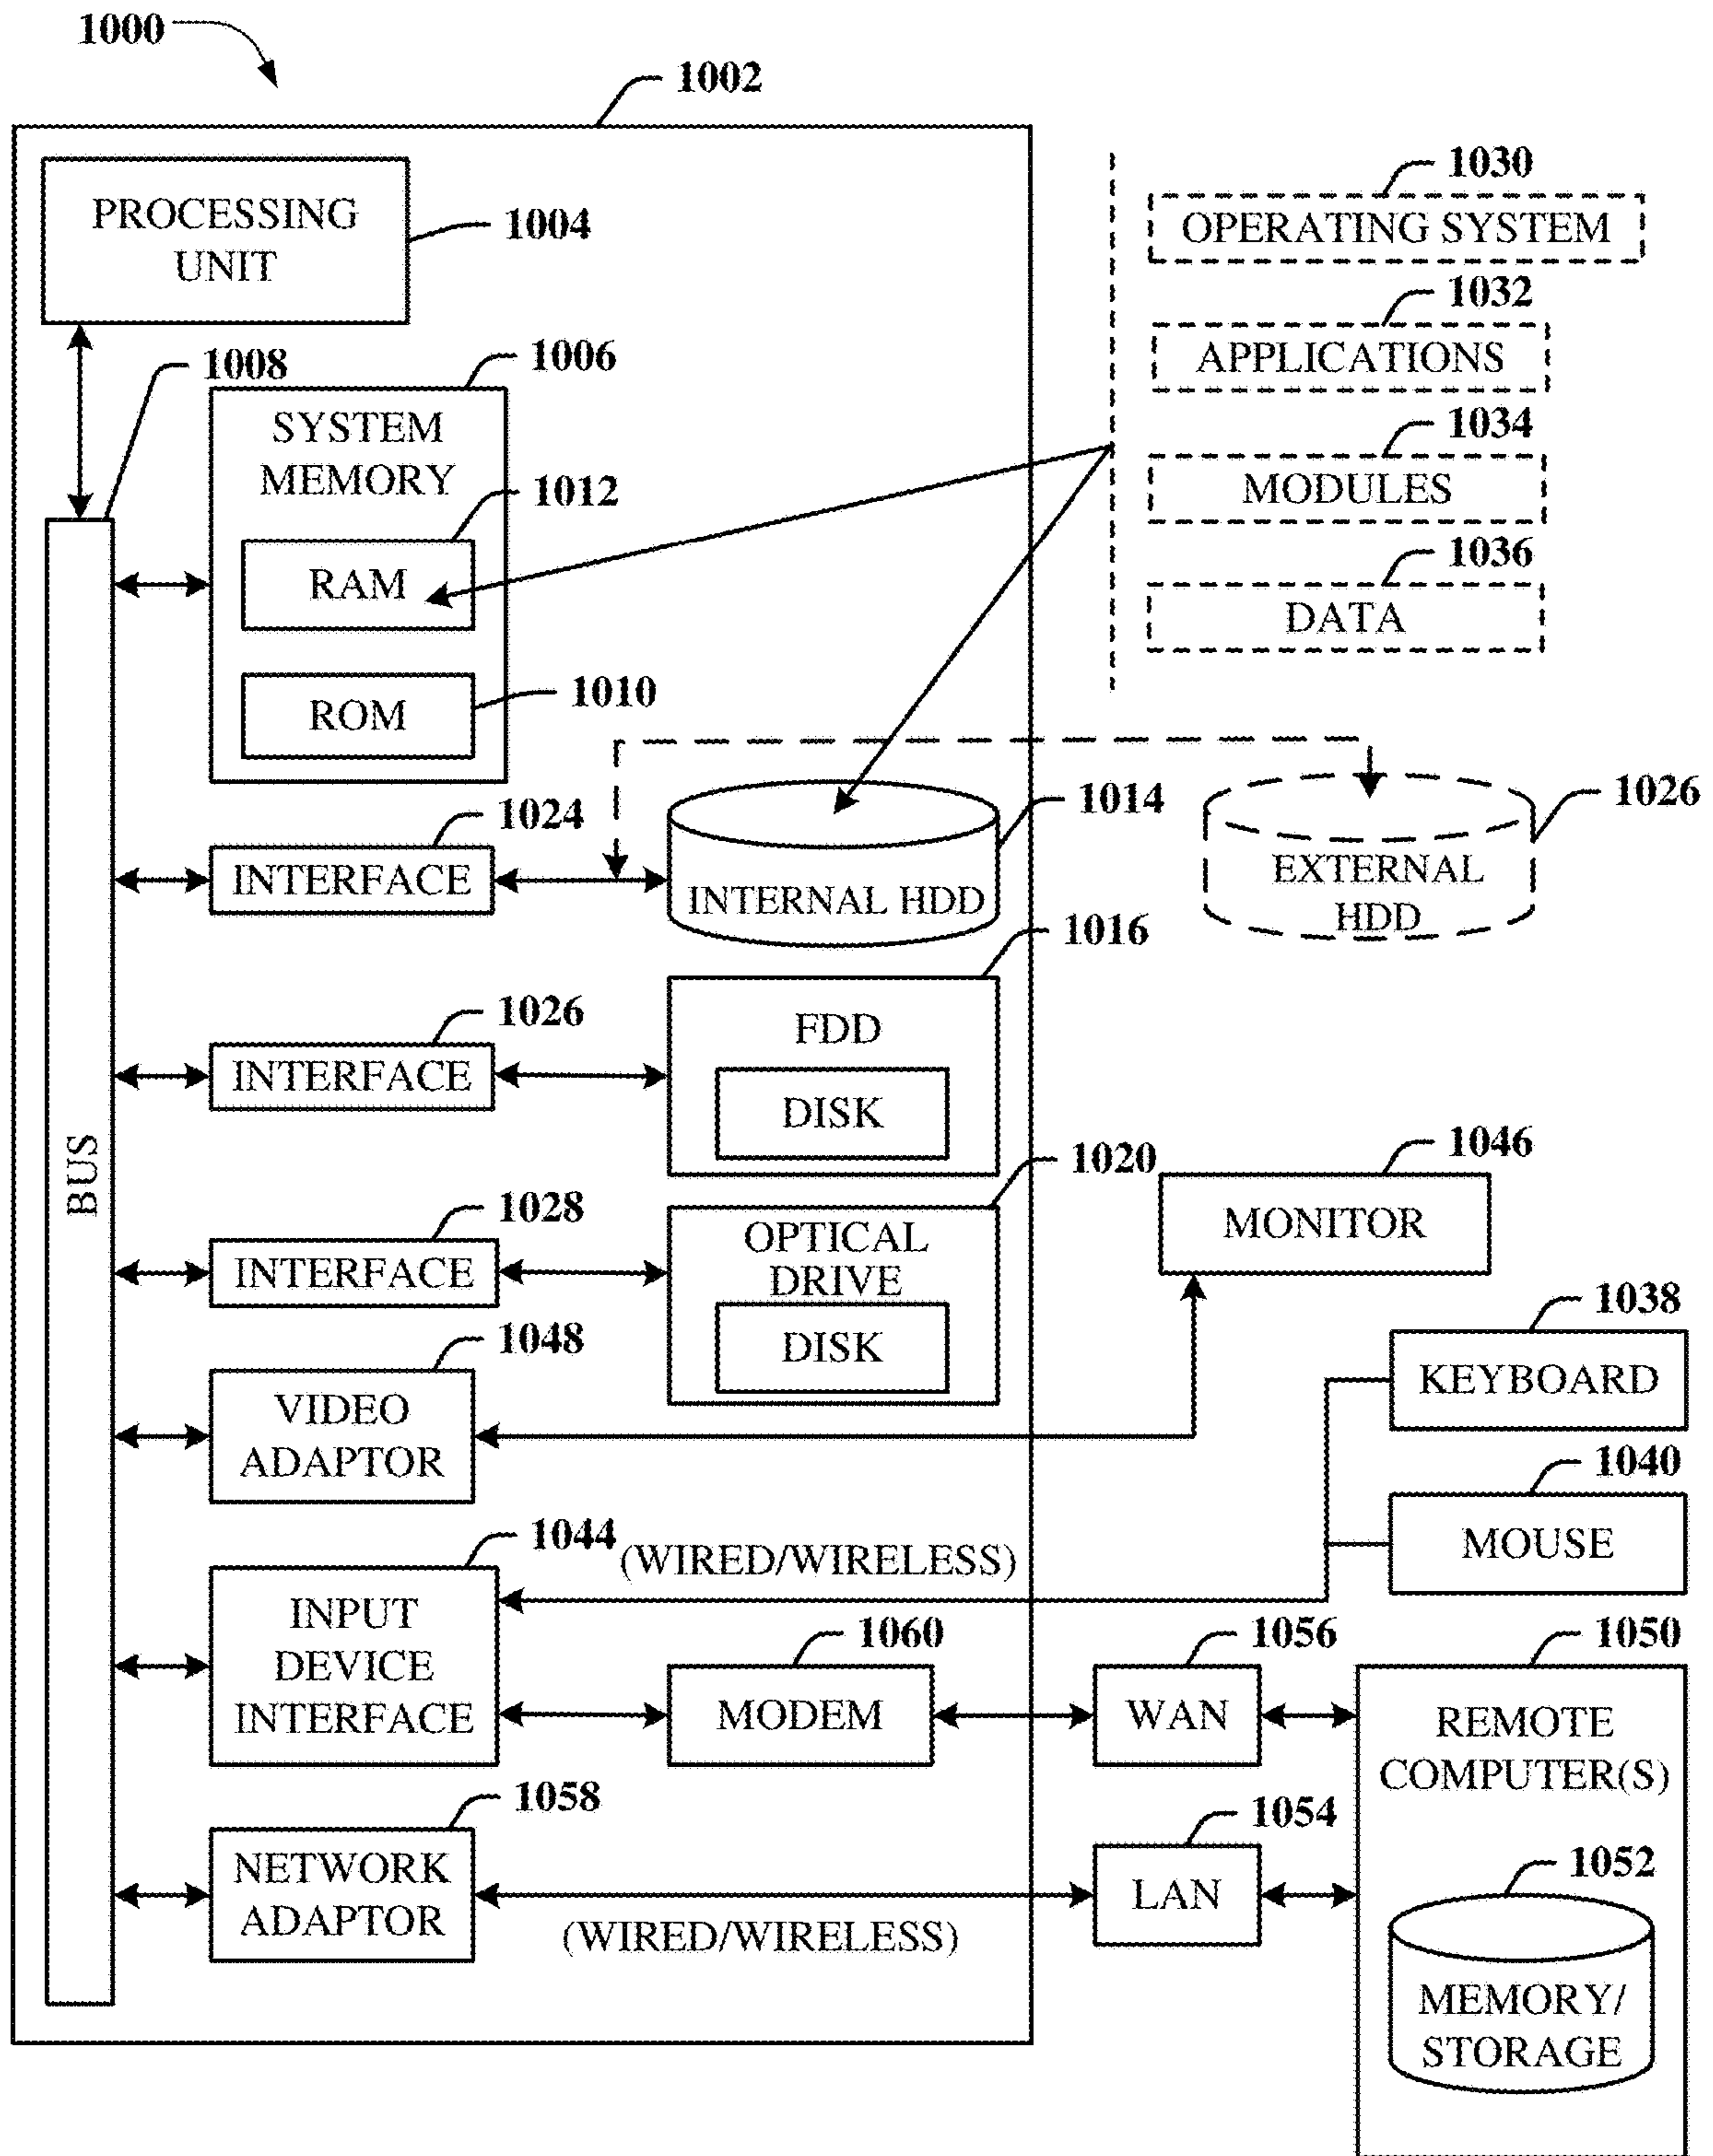 1000
1002
PROCESSING
UNIT
1004
1030
OPERATING SYSTEM
1032
APPLICATIONS
1034
MODULES
1036
DATA
1008
1006
SYSTEM
MEMORY
1012
RAM
1010
ROM
BUS
1024
INTERFACE
1014
INTERNAL HDD
1026
EXTERNAL
HDD
1026
INTERFACE
1016
FDD
DISK
1028
INTERFACE
1020
OPTICAL
DRIVE
DISK
1046
MONITOR
1048
VIDEO
ADAPTOR
1038
KEYBOARD
1040
MOUSE
1044
(WIRED/WIRELESS)
INPUT
DEVICE
INTERFACE
1060
MODEM
1056
WAN
1050
REMOTE
COMPUTER(S)
1058
NETWORK
ADAPTOR
(WIRED/WIRELESS)
1054
LAN
1052
MEMORY/
STORAGE